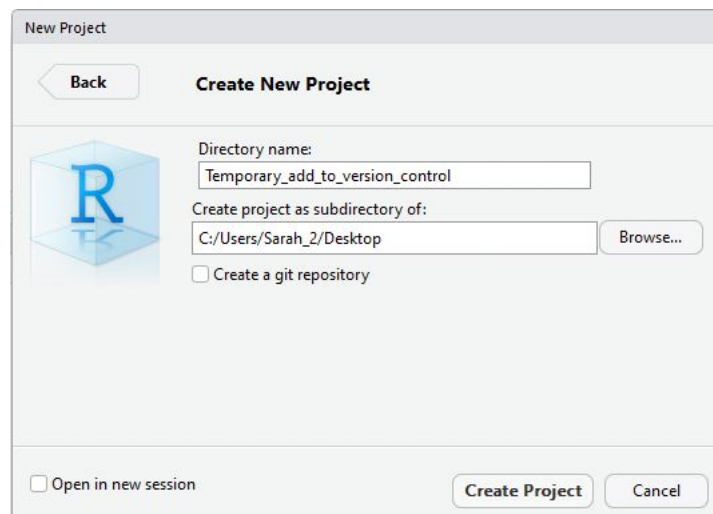 New Project
Back
Create New Project
R
Directory name:
Temporary_add_to_version_control
Create project as subdirectory of:
C:/Users/Sarah_2/Desktop
Browse...
Create a git repository
Open in new session
Create Project
Cancel